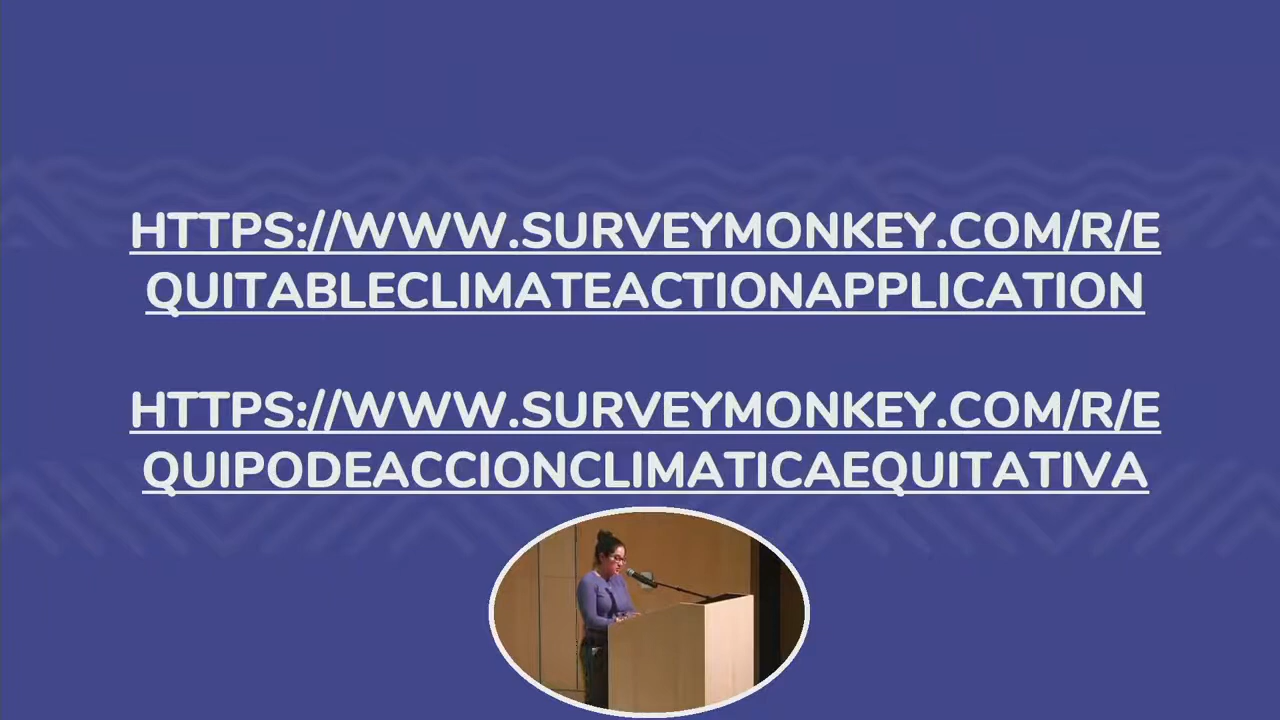 HTTPS://WWW.SURVEYMONKEY.COM/R/E
QUITABLECLIMATEACTIONAPPLICATION
HTTPS://WWW.SURVEYMONKEY.COM/R/E
QUIPODEACCIONCLIMATICAEQUITATIVA